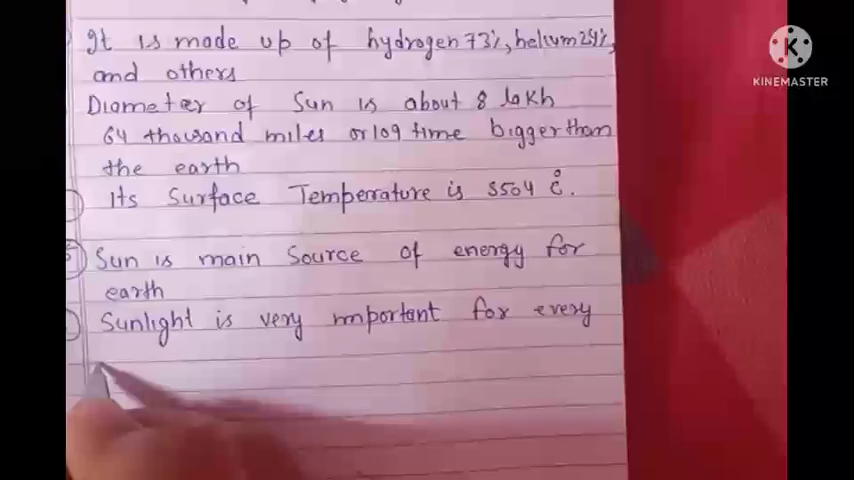 It is made up of hydrogen 73%, helium 25%,
and others
Diameter of Sun is about 8 lakh
64 thousand miles or 109 time bigger than
the earth
Its Surface Temperature is 5504 °C.
Sun is main Source of energy for
earth
Sunlight is very important for every
KINEMASTER